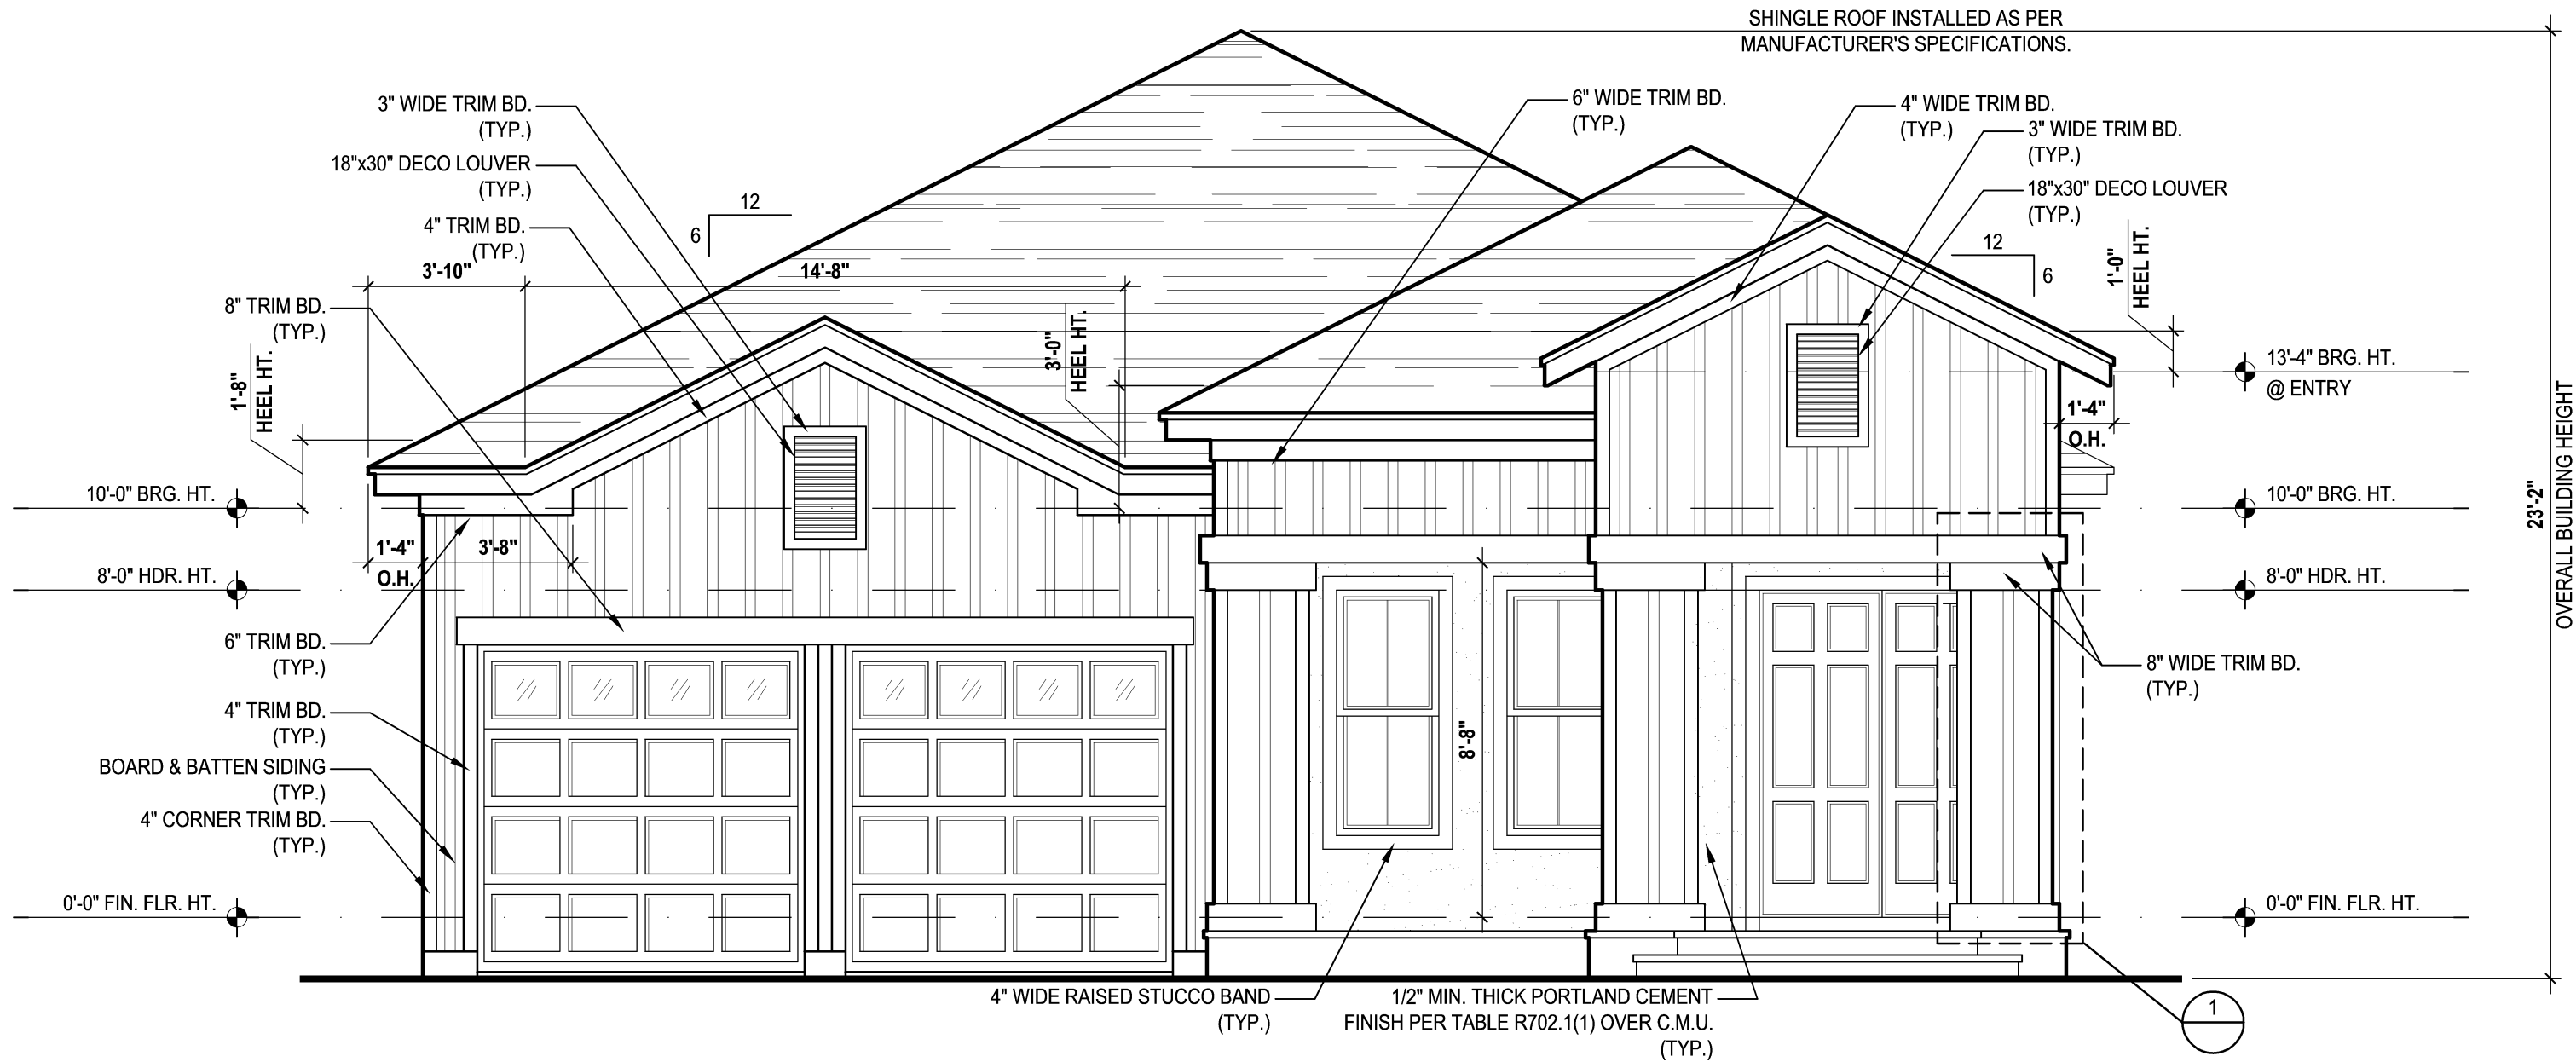 SHINGLE ROOF INSTALLED AS PER
MANUFACTURER'S SPECIFICATIONS.
3" WIDE TRIM BD.
(TYP.)
18"x30" DECO LOUVER
(TYP.)
4" TRIM BD.
(TYP.)
12
6
3'-10"
14'-8"
8" TRIM BD.
(TYP.)
1'-8"
HEEL HT.
3'-0"
HEEL HT.
6" WIDE TRIM BD.
(TYP.)
4" WIDE TRIM BD.
(TYP.)
3" WIDE TRIM BD.
(TYP.)
18"x30" DECO LOUVER
(TYP.)
12
6
1'-0"
HEEL HT.
13'-4" BRG. HT.
@ ENTRY
1'-4"
O.H.
10'-0" BRG. HT.
10'-0" BRG. HT.
1'-4"
O.H.
3'-8"
8'-0" HDR. HT.
8'-0" HDR. HT.
23'-2"
OVERALL BUILDING HEIGHT
6" TRIM BD.
(TYP.)
8" WIDE TRIM BD.
(TYP.)
4" TRIM BD.
(TYP.)
8'-8"
BOARD & BATTEN SIDING
(TYP.)
4" CORNER TRIM BD.
(TYP.)
0'-0" FIN. FLR. HT.
0'-0" FIN. FLR. HT.
4" WIDE RAISED STUCCO BAND
(TYP.)
1/2" MIN. THICK PORTLAND CEMENT
FINISH PER TABLE R702.1(1) OVER C.M.U.
(TYP.)
1